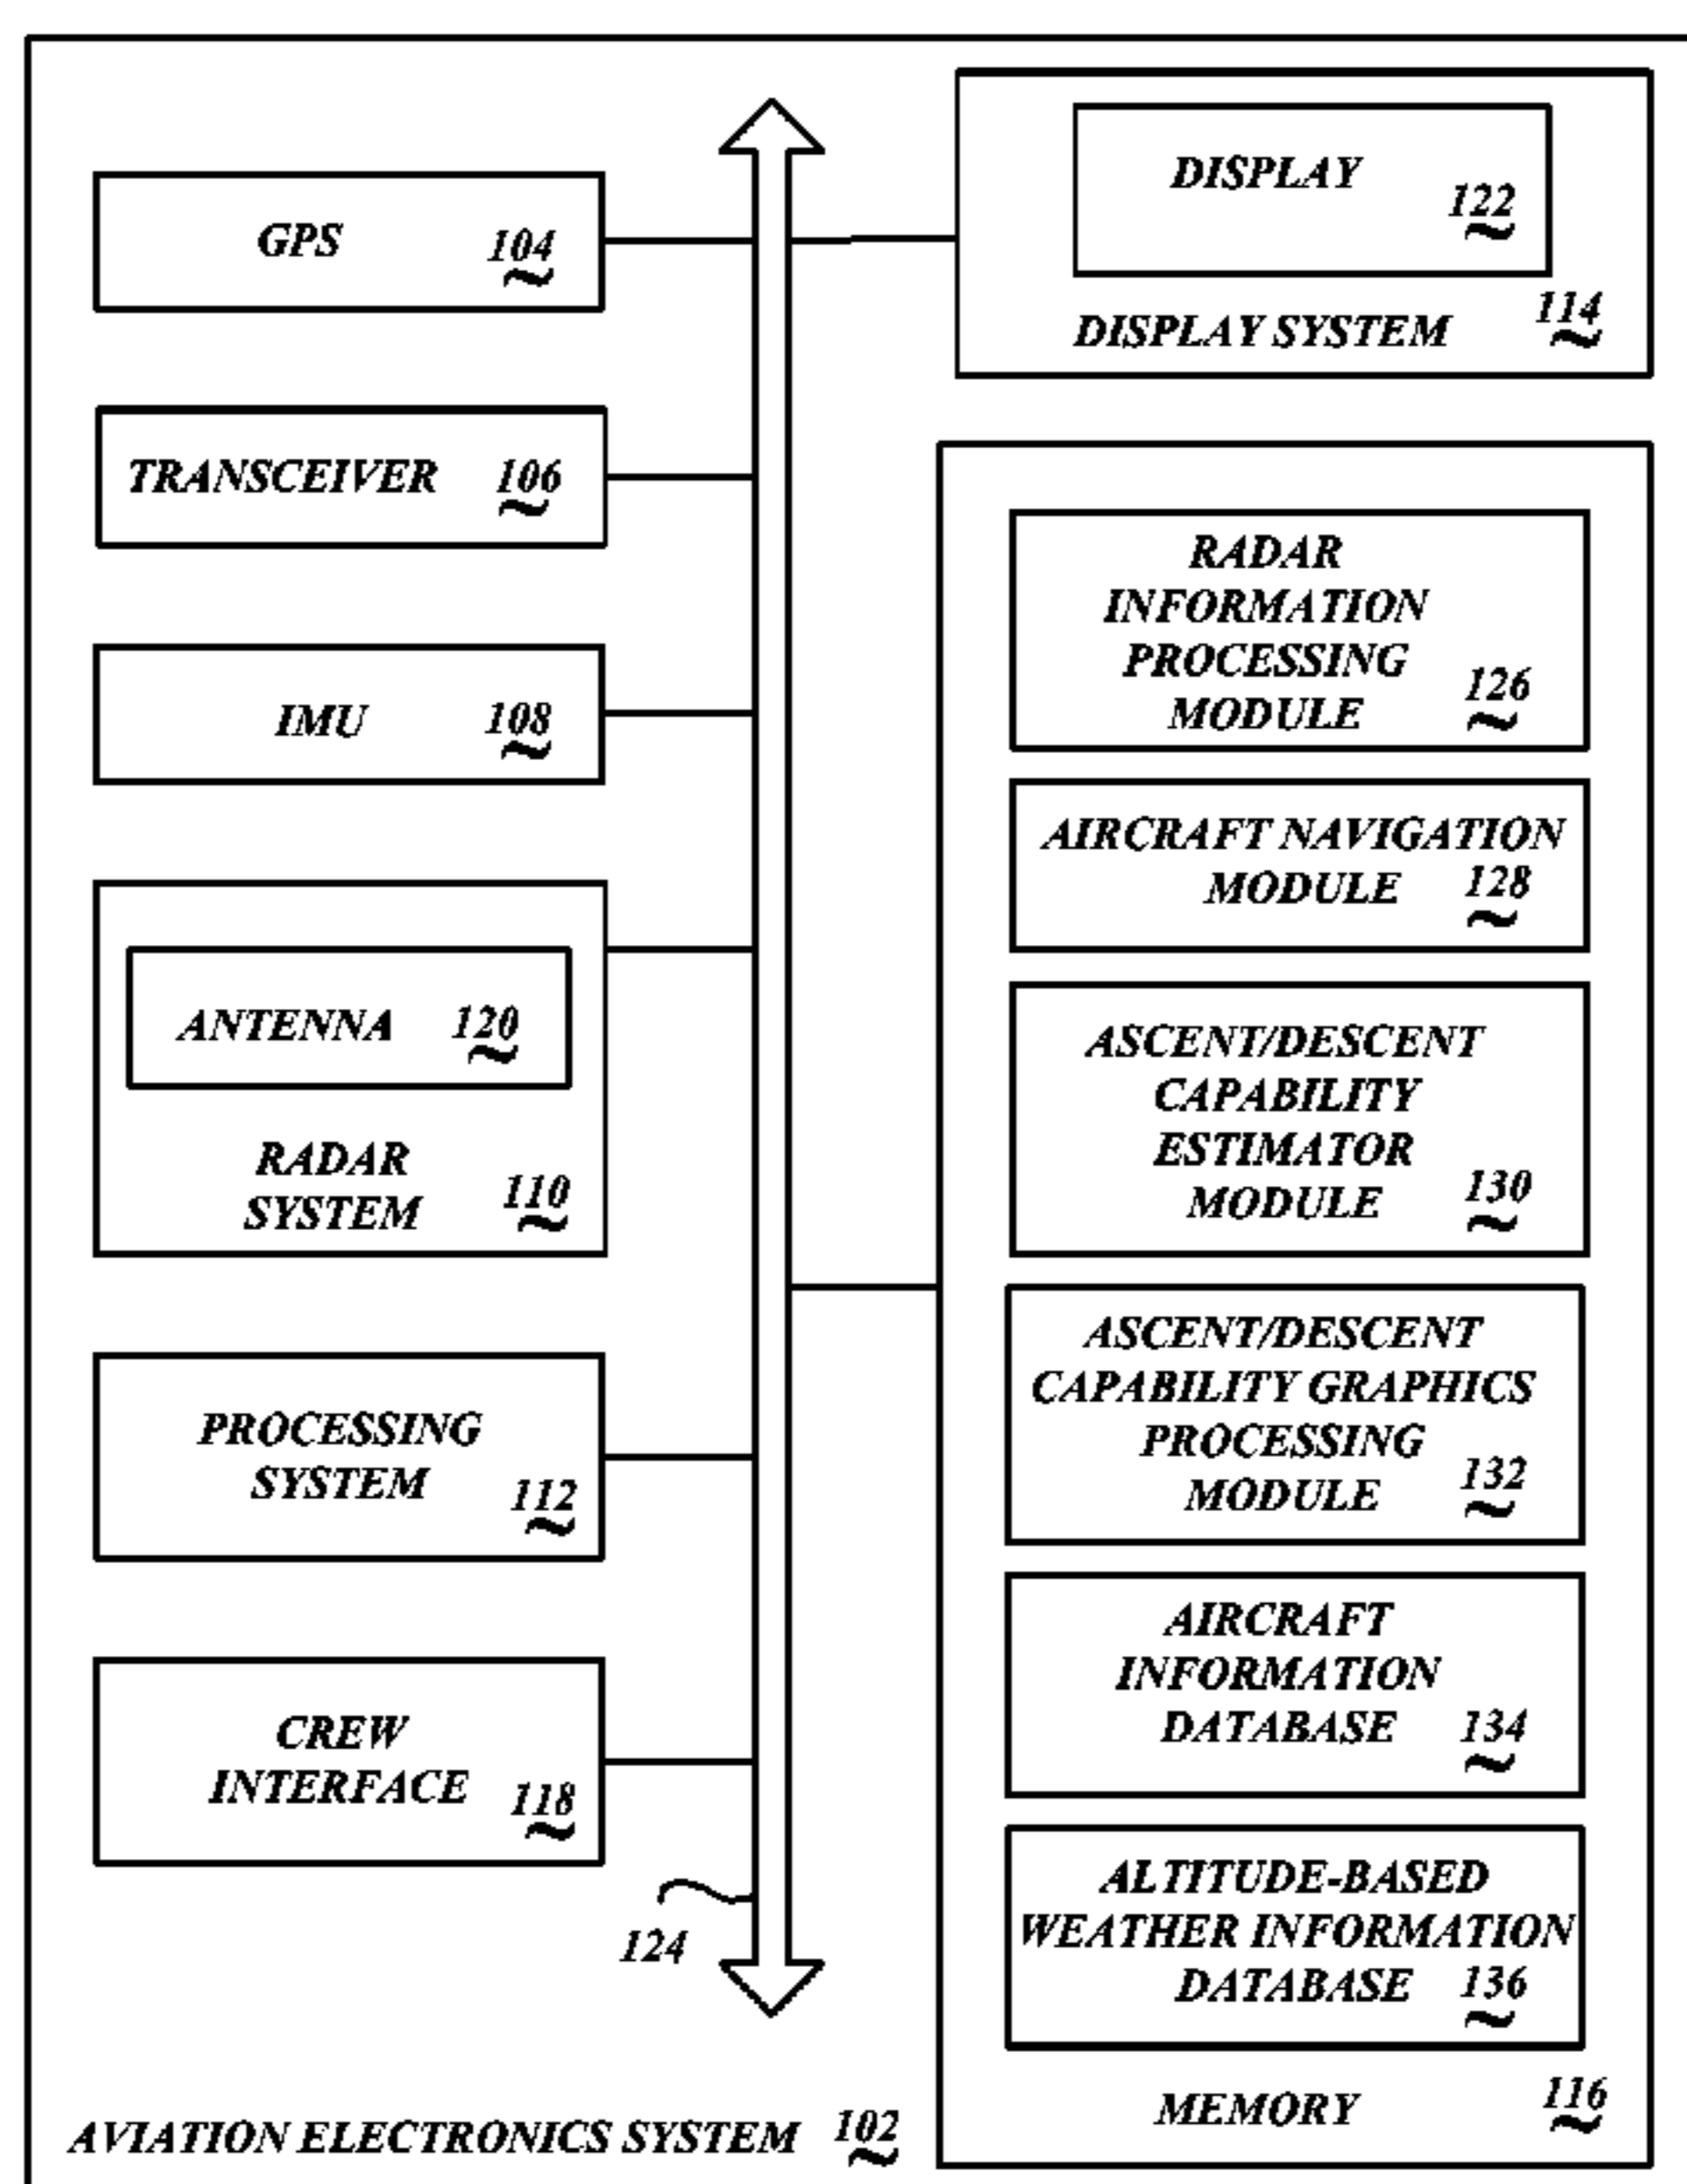 GPS 104
TRANSCEIVER 106
IMU 108
ANTENNA 120
RADAR
SYSTEM 110
PROCESSING
SYSTEM 112
CREW
INTERFACE 118
124
AVIATION ELECTRONICS SYSTEM 102
DISPLAY
122
DISPLAY SYSTEM 114
RADAR
INFORMATION
PROCESSING
MODULE 126
AIRCRAFT NAVIGATION
MODULE 128
ASCENT/DESCENT
CAPABILITY
ESTIMATOR
MODULE 130
ASCENT/DESCENT
CAPABILITY GRAPHICS
PROCESSING
MODULE 132
AIRCRAFT
INFORMATION
DATABASE 134
ALTITUDE-BASED
WEATHER INFORMATION
DATABASE 136
MEMORY 116